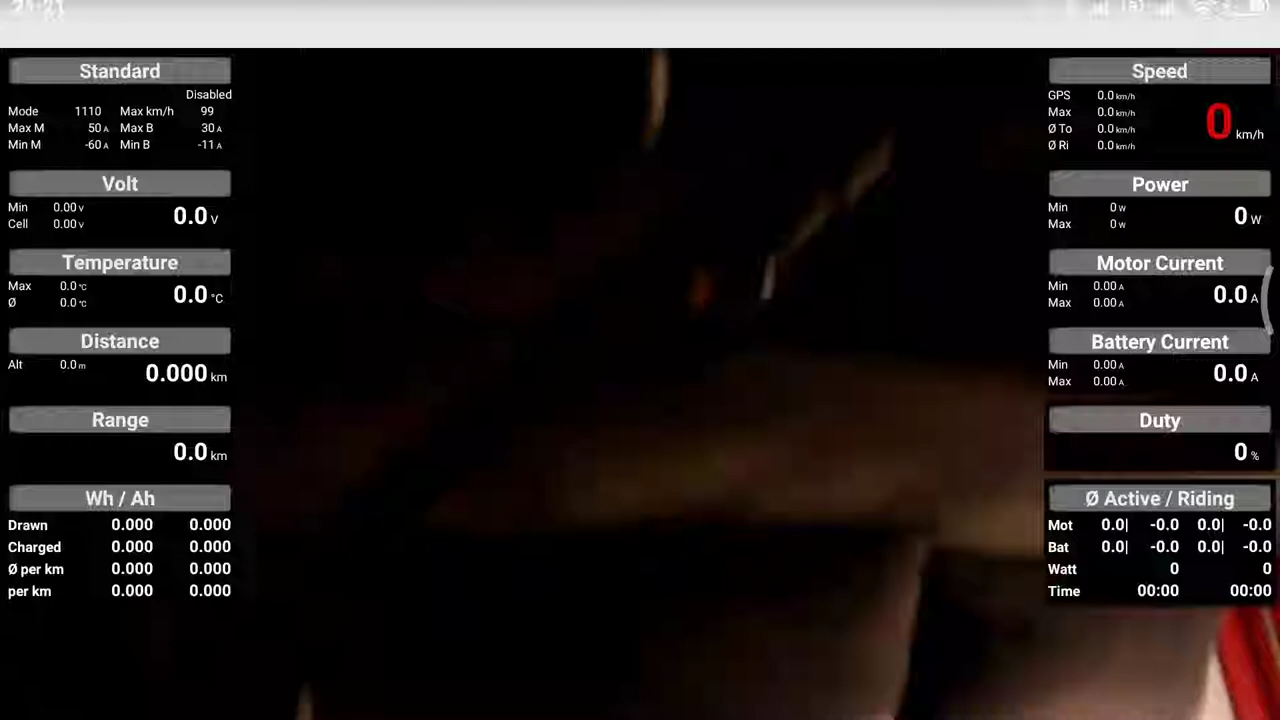 21:21
Standard
Disabled
Mode 1110 Max km/h 99
Max M 50 A Max B 30 A
Min M -60 A Min B -11 A
Volt
Min 0.00 v
Cell 0.00 v
0.0 V
Temperature
Max 0.0 °C
Ø 0.0 °C
0.0 °C
Distance
Alt 0.0 m
0.000 km
Range
0.0 km
Wh / Ah
Drawn 0.000 0.000
Charged 0.000 0.000
Ø per km 0.000 0.000
per km 0.000 0.000
Speed
GPS 0.0 km/h
Max 0.0 km/h
Ø To 0.0 km/h
Ø Ri 0.0 km/h
0 km/h
Power
Min 0 w
Max 0 w
0 W
Motor Current
Min 0.00 A
Max 0.00 A
0.0 A
Battery Current
Min 0.00 A
Max 0.00 A
0.0 A
Duty
0 %
Ø Active / Riding
Mot 0.0| -0.0 0.0| -0.0
Bat 0.0| -0.0 0.0| -0.0
Watt 0 0
Time 00:00 00:00